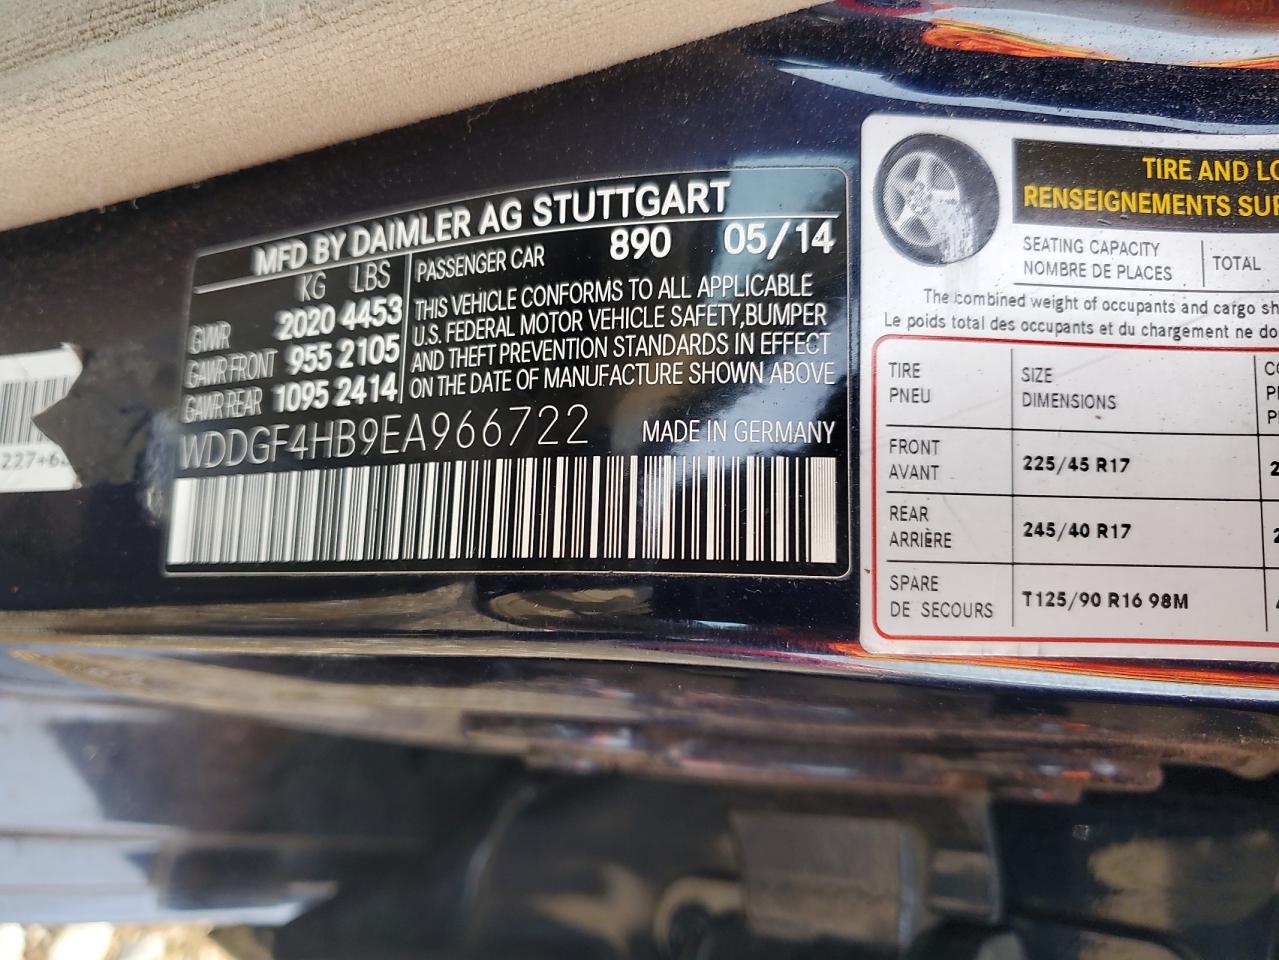 MFD BY DAIMLER AG STUTTGART
KG LBS
PASSENGER CAR 890 05/14
GVWR 2020 4453
GAWR FRONT 955 2105
GAWR REAR 1095 2414
THIS VEHICLE CONFORMS TO ALL APPLICABLE
U.S. FEDERAL MOTOR VEHICLE SAFETY,BUMPER
AND THEFT PREVENTION STANDARDS IN EFFECT
ON THE DATE OF MANUFACTURE SHOWN ABOVE
WDDGF4HB9EA966722 MADE IN GERMANY
TIRE AND
RENSEIGNEMENTS
SEATING CAPACITY
NOMBRE DE PLACES
TOTAL
The combined weight of occupants and cargo
Le poids total des occupants et du chargement ne
TIRE
PNEU
SIZE
DIMENSIONS
FRONT
AVANT
225/45 R17
REAR
ARRIÈRE
245/40 R17
SPARE
DE SECOURS
T125/90 R16 98M